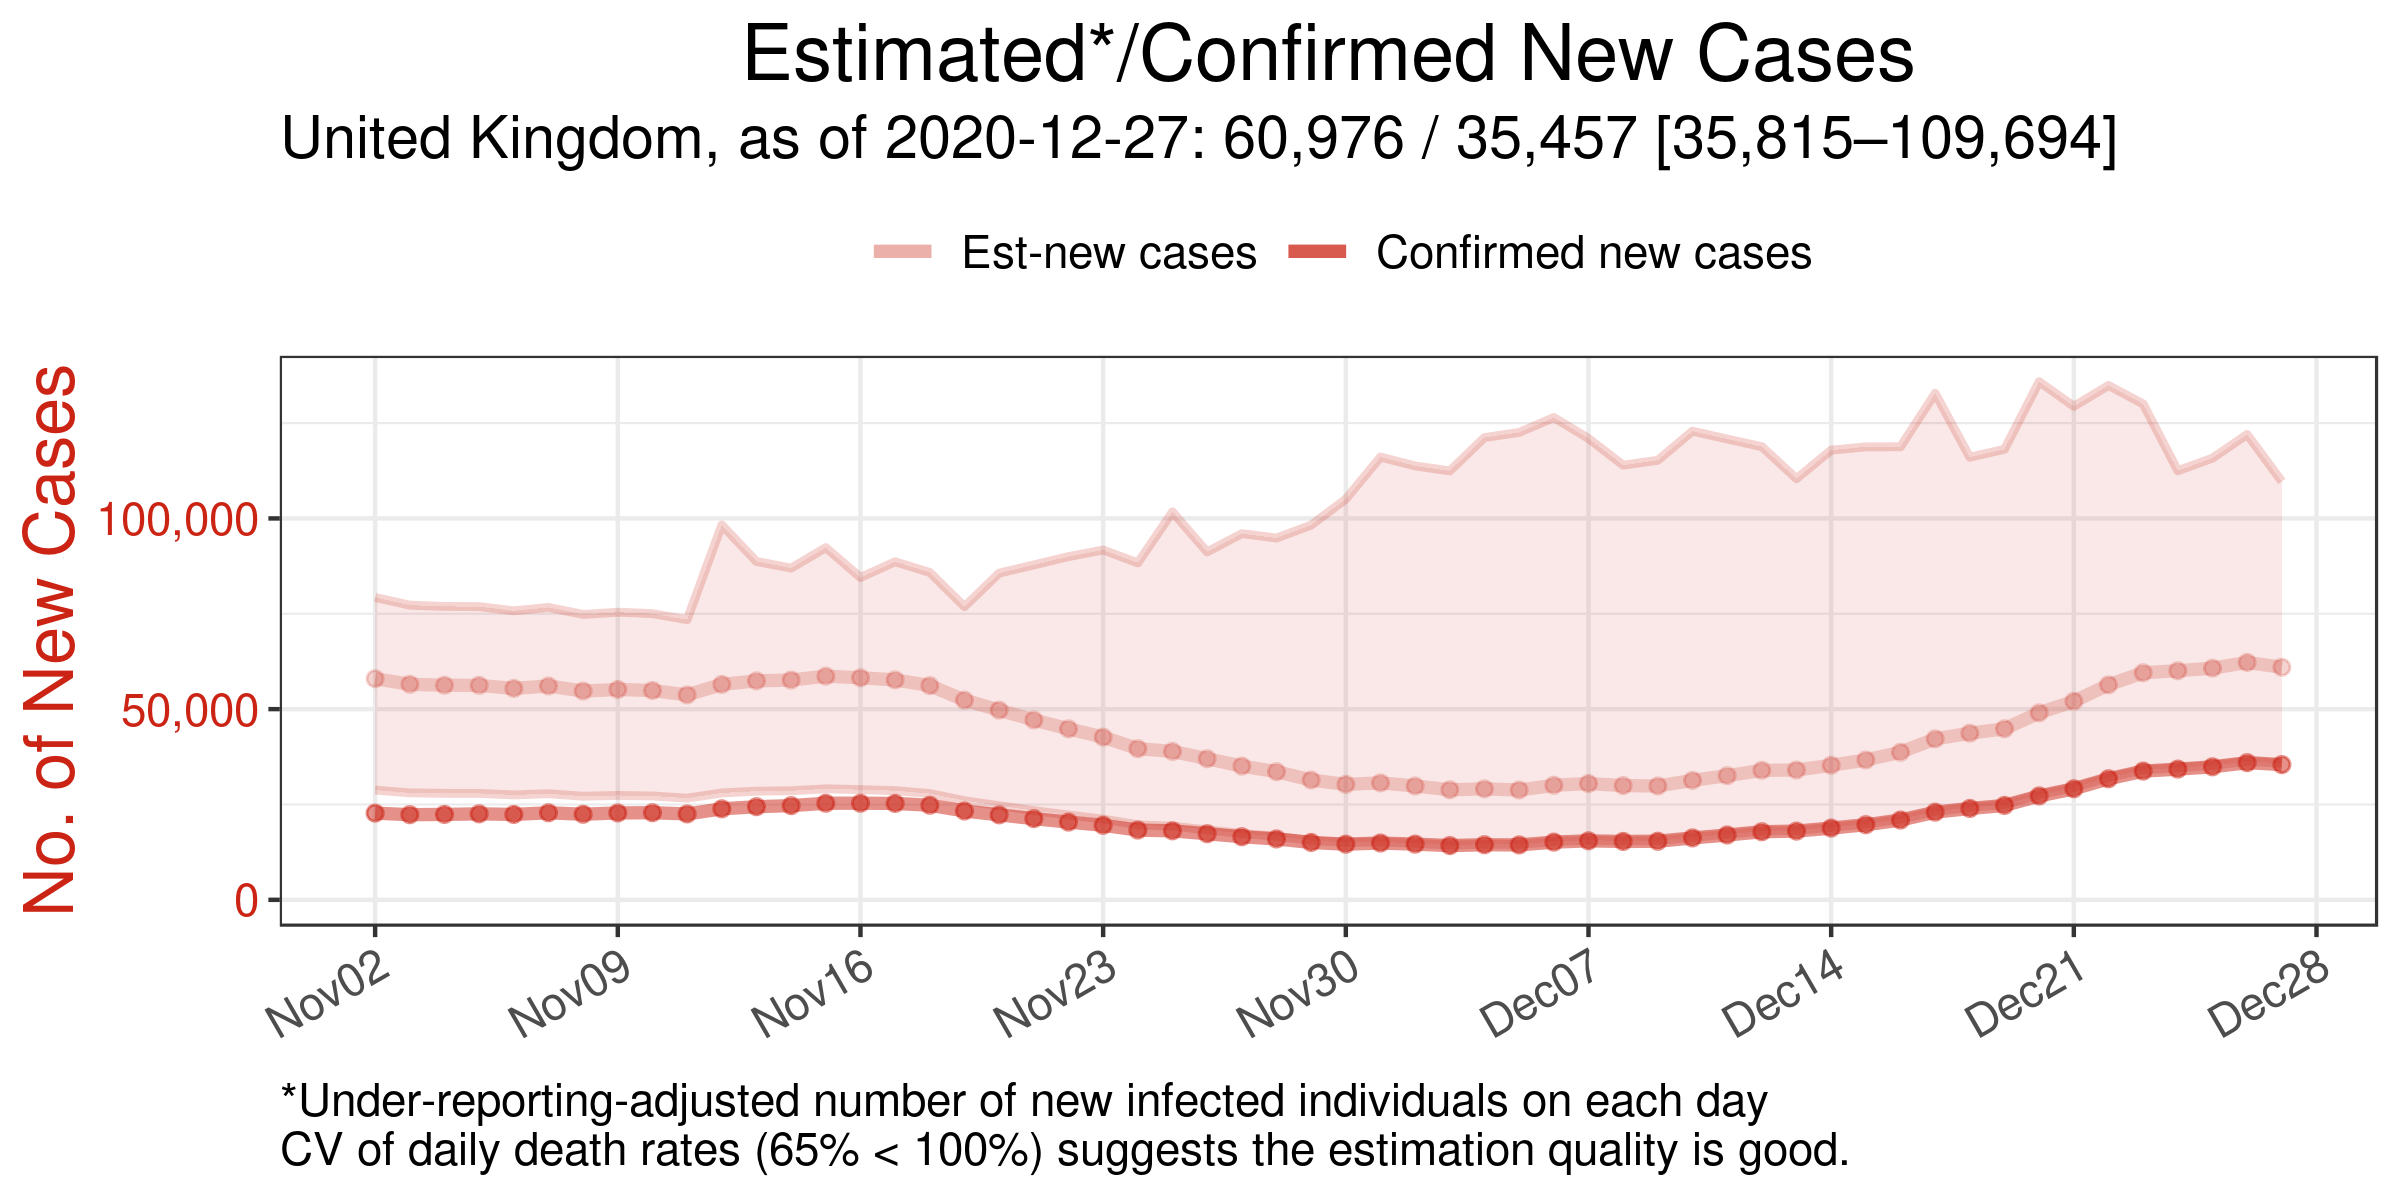 Estimated*/Confirmed New Cases
United Kingdom, as of 2020-12-27: 60,976 / 35,457 [35,815–109,694]
Est-new cases
Confirmed new cases
No. of New Cases
100,000
50,000
0
Nov02
Nov09
Nov16
Nov23
Nov30
Dec07
Dec14
Dec21
Dec28
*Under-reporting-adjusted number of new infected individuals on each day
CV of daily death rates (65% < 100%) suggests the estimation quality is good.